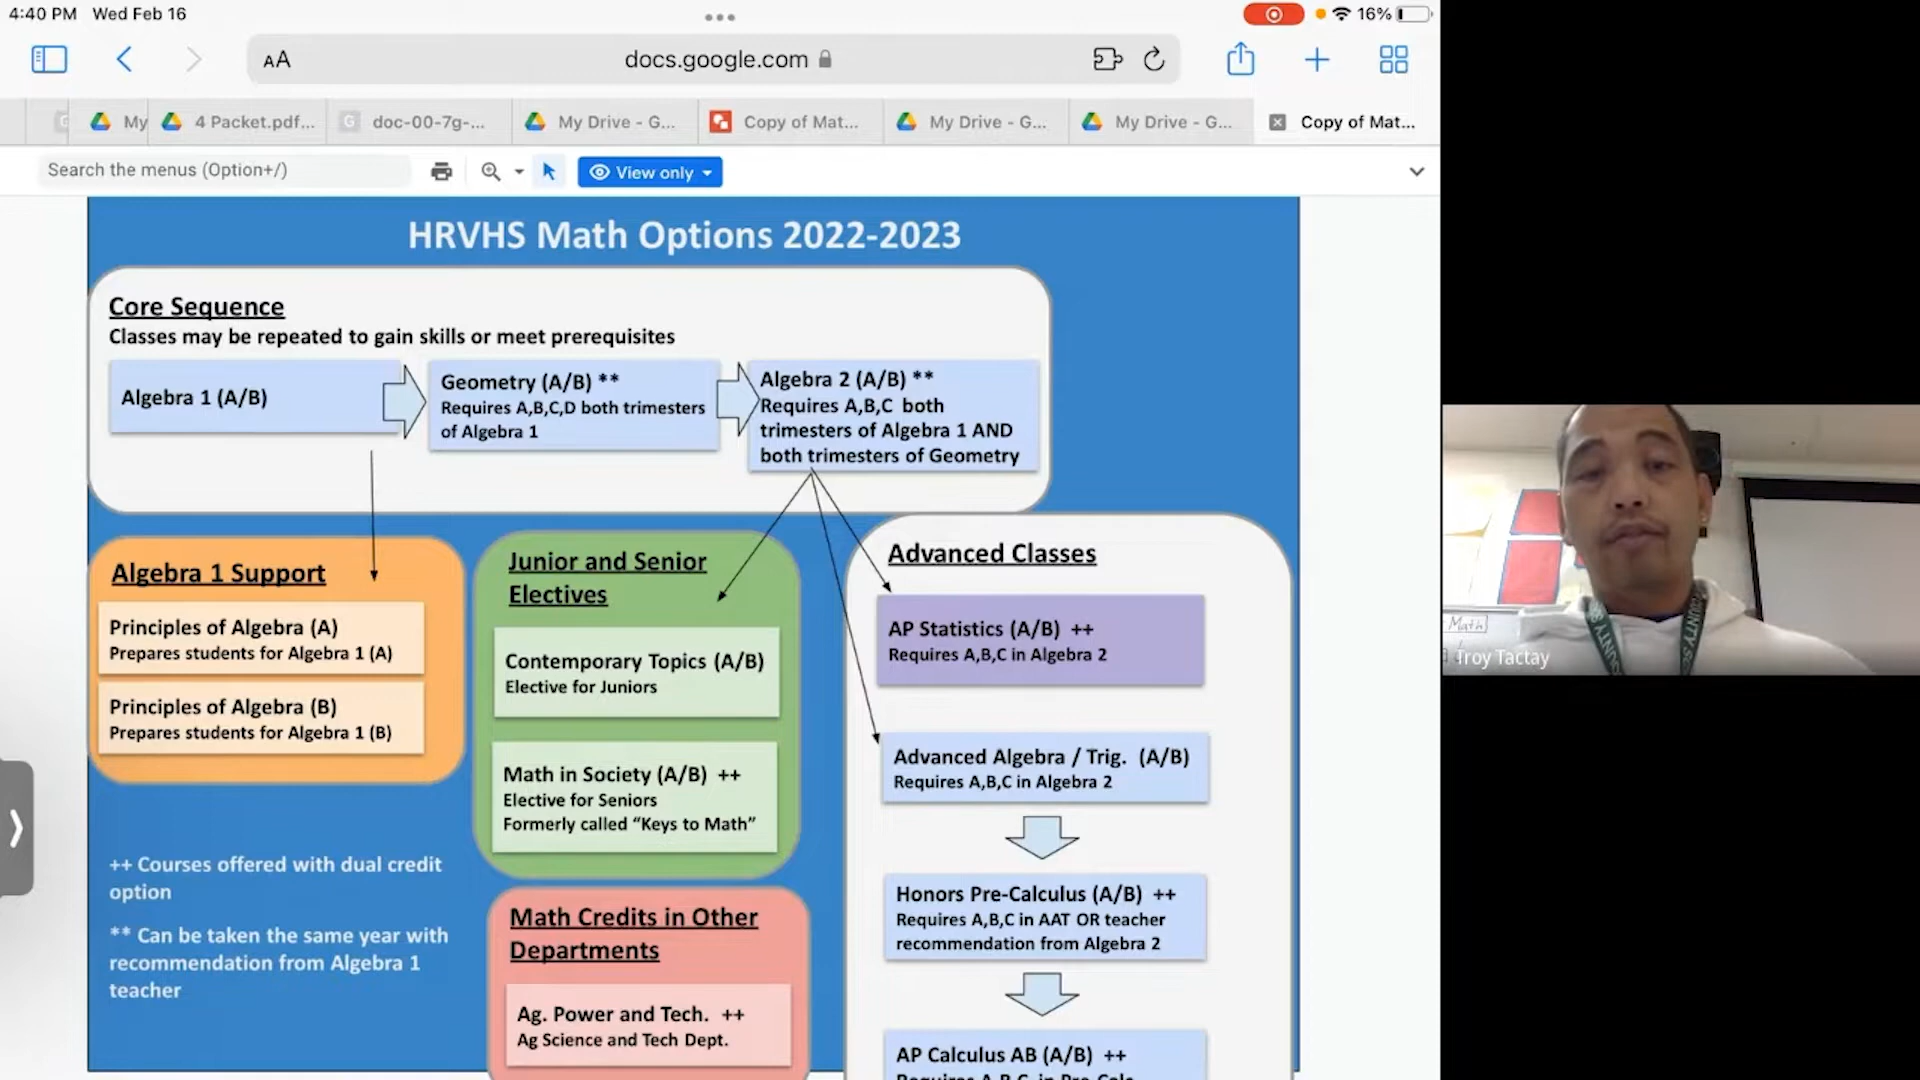 4:40 PM Wed Feb 16
16%
AA
docs.google.com
My
4 Packet.pdf...
G doc-00-7g-...
My Drive - G...
Copy of Mat...
My Drive - G...
My Drive - G...
Copy of Mat...
Search the menus (Option+/)
View only
HRVHS Math Options 2022-2023
Core Sequence
Classes may be repeated to gain skills or meet prerequisites
Algebra 1 (A/B)
Geometry (A/B) **
Requires A,B,C,D both trimesters
of Algebra 1
Algebra 2 (A/B) **
Requires A,B,C both
trimesters of Algebra 1 AND
both trimesters of Geometry
Algebra 1 Support
Principles of Algebra (A)
Prepares students for Algebra 1 (A)
Principles of Algebra (B)
Prepares students for Algebra 1 (B)
++ Courses offered with dual credit
option
** Can be taken the same year with
recommendation from Algebra 1
teacher
Junior and Senior
Electives
Contemporary Topics (A/B)
Elective for Juniors
Math in Society (A/B) ++
Elective for Seniors
Formerly called “Keys to Math”
Math Credits in Other
Departments
Ag. Power and Tech. ++
Ag Science and Tech Dept.
Advanced Classes
AP Statistics (A/B) ++
Requires A,B,C in Algebra 2
Advanced Algebra / Trig. (A/B)
Requires A,B,C in Algebra 2
Honors Pre-Calculus (A/B) ++
Requires A,B,C in AAT OR teacher
recommendation from Algebra 2
AP Calculus AB (A/B) ++
Requires A,B,C, in Pre-Calc
Math
Troy Tactay